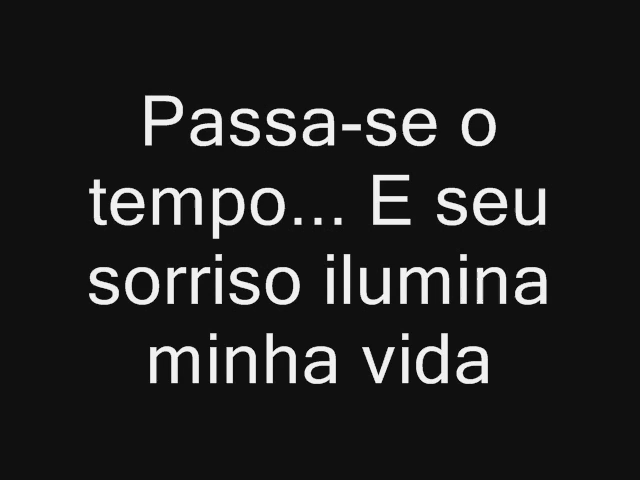 Passa-se o
tempo... E seu
sorriso ilumina
minha vida